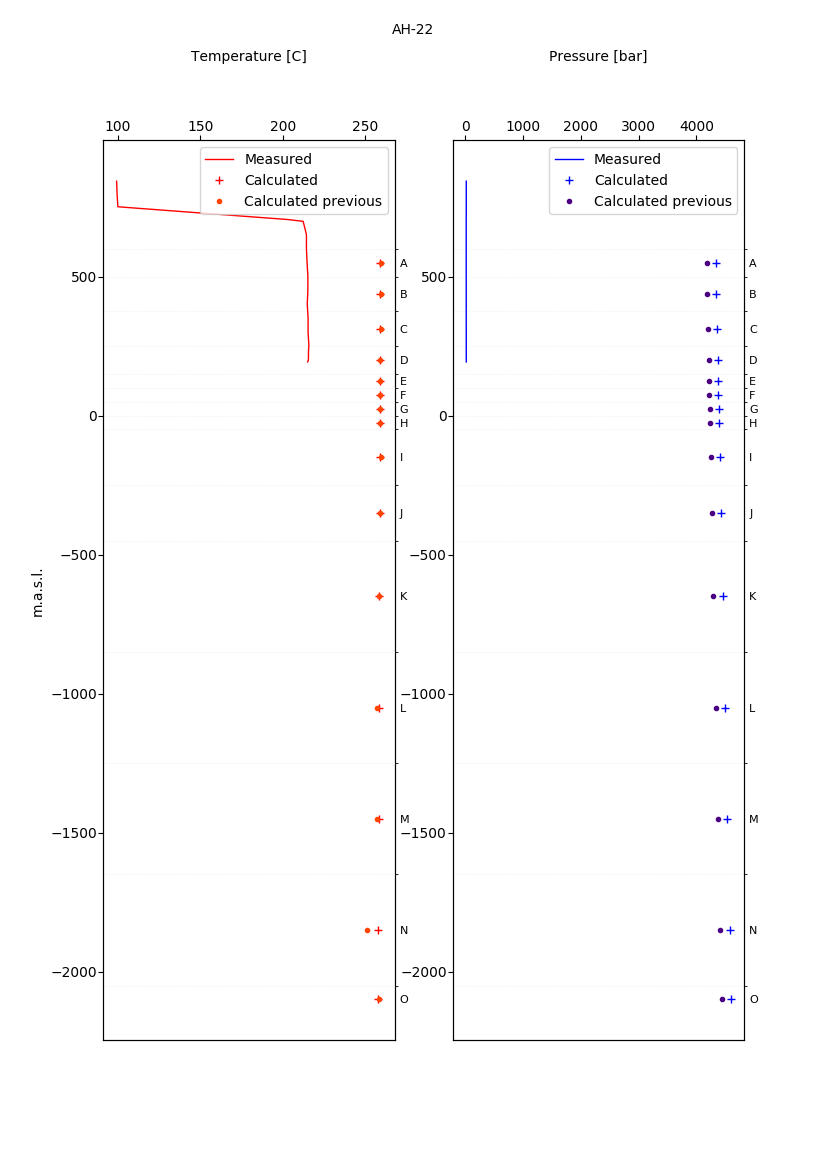 AH-22
Temperature [C]
Pressure [bar]
100 150 200 250
0 1000 2000 3000 4000
Measured
Calculated
Calculated previous
Measured
Calculated
Calculated previous
m.a.s.l.
500
0
−500
−1000
−1500
−2000
A
B
C
D
E
F
G
H
I
J
K
L
M
N
O
500
0
−500
−1000
−1500
−2000
A
B
C
D
E
F
G
H
I
J
K
L
M
N
O